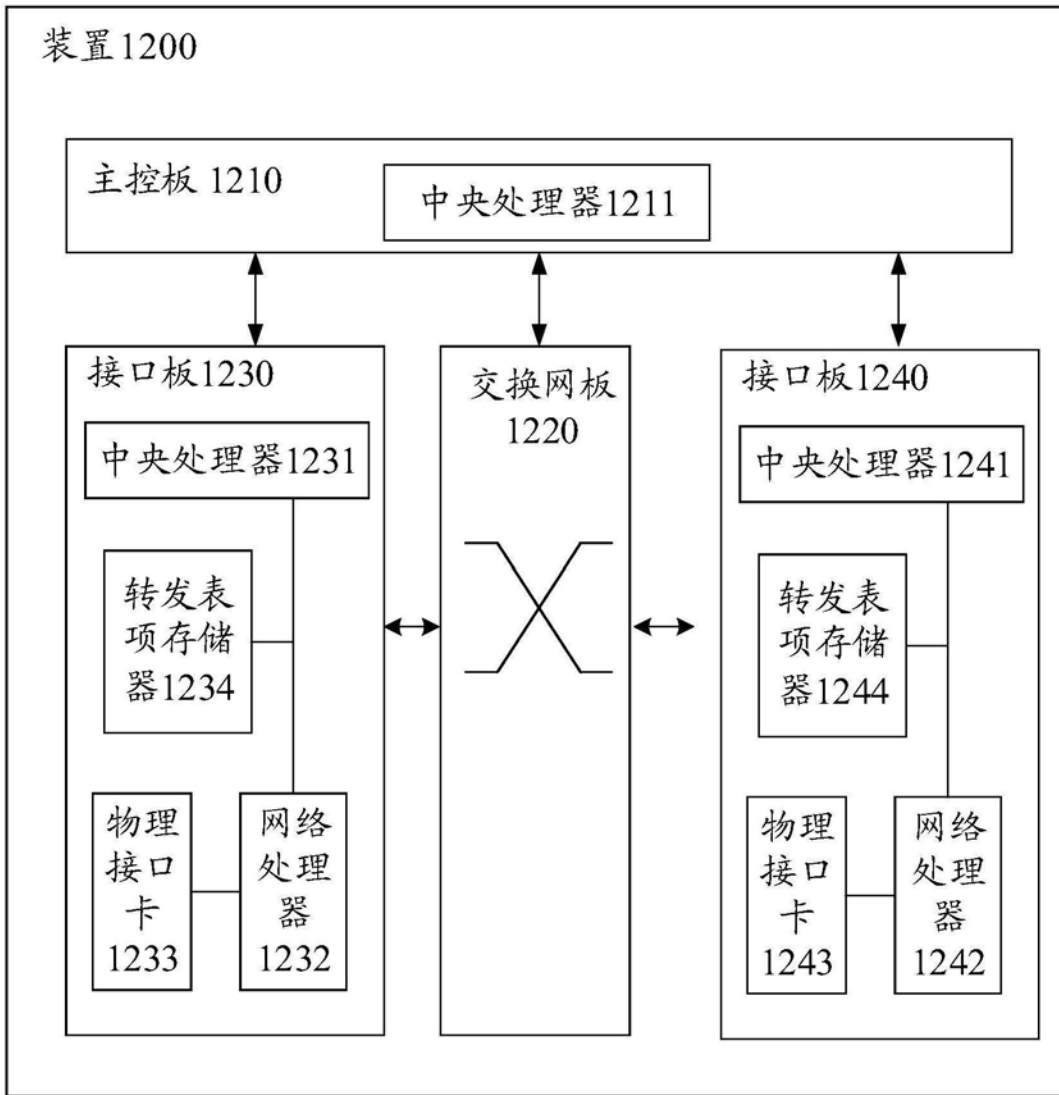 装置1200
主控板 1210
中央处理器1211
接口板1230
中央处理器1231
转发表
项存储
器1234
物理
接口
卡
1233
网络
处理
器
1232
交换网板
1220
接口板1240
中央处理器1241
转发表
项存储
器1244
物理
接口
卡
1243
网络
处理
器
1242